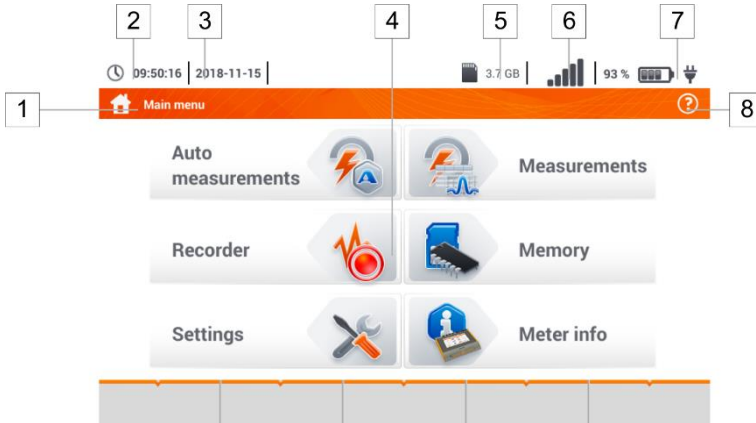 2 3 4 5 6 7
09:50:16 2018-11-15 3.7 GB 93 %
1 Main menu ? 8
Auto
measurements
Measurements
Recorder
Memory
Settings
Meter info